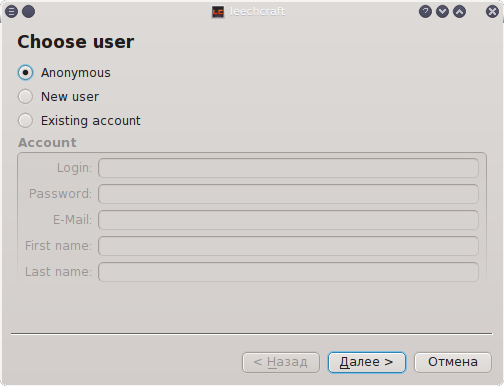 leechcraft
Choose user
Anonymous
New user
Existing account
Account
Login:
Password:
E-Mail:
First name:
Last name:
< Назад Далее > Отмена